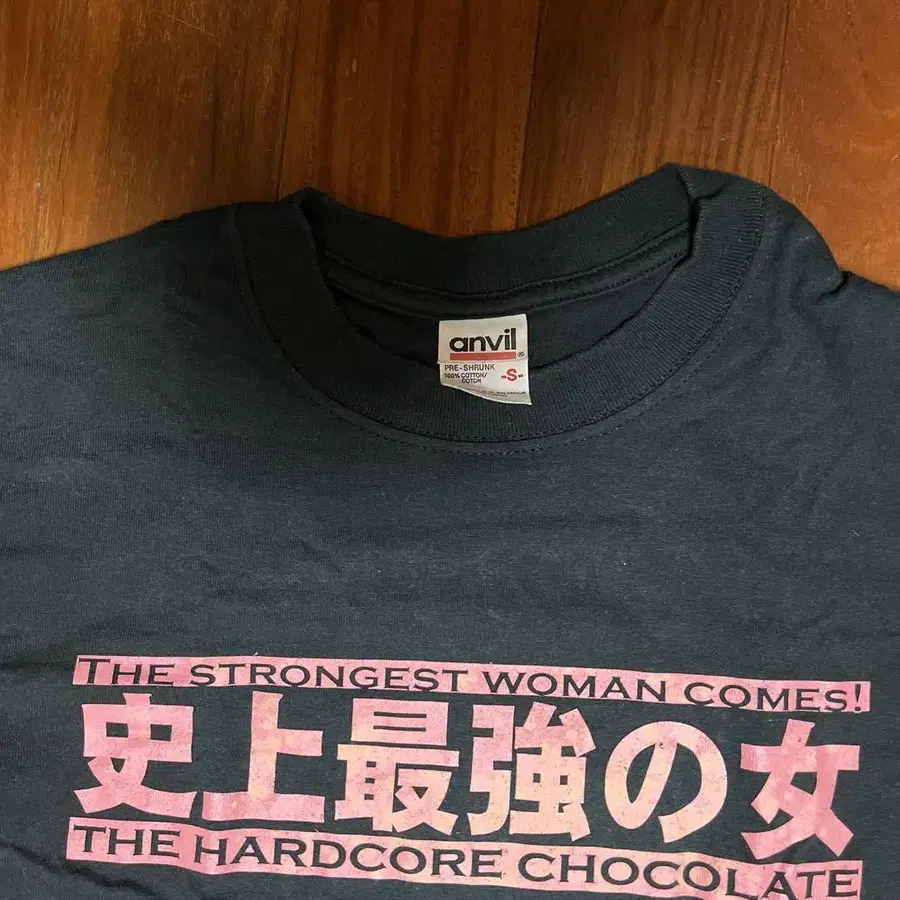 anvil®
PRE-SHRUNK
100% COTTON/
COTON
-S-
THE STRONGEST WOMAN COMES!
史上最強の女
THE HARDCORE CHOCOLATE